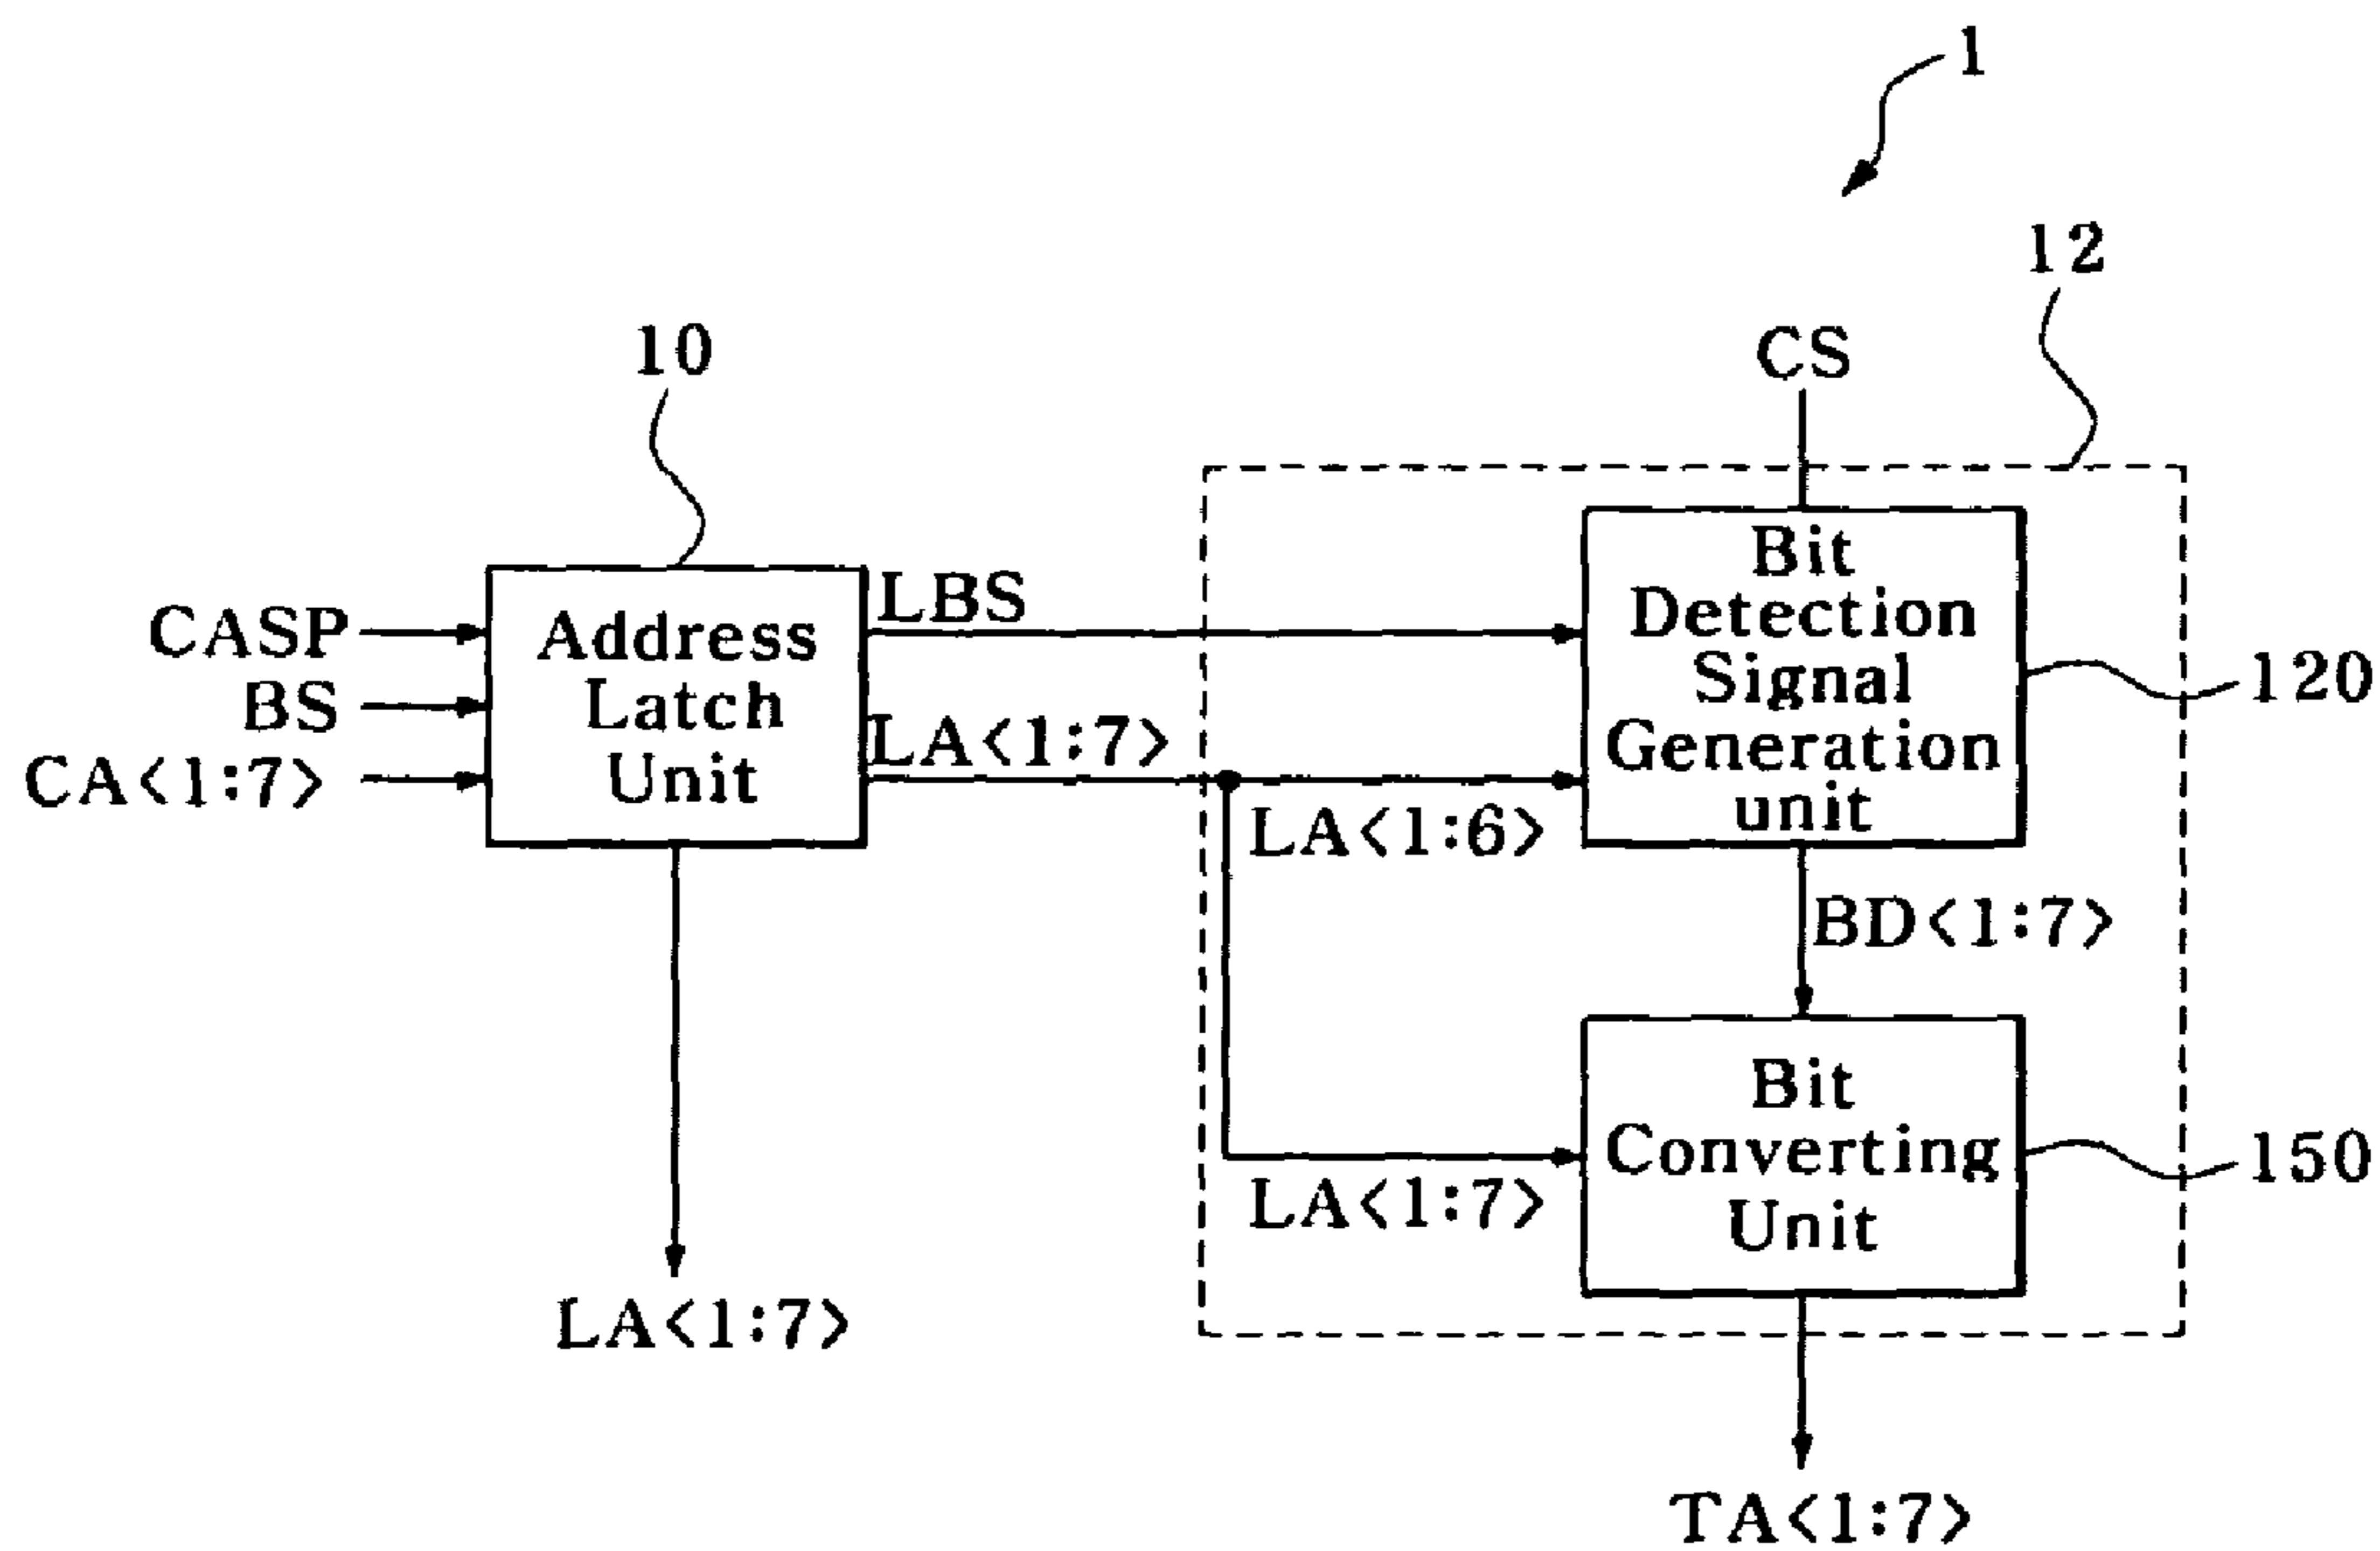 1
12
10
CS
CASP
BS
CA<1:7>
Address
Latch
Unit
LBS
LA<1:7>
LA<1:6>
Bit
Detection
Signal
Generation
unit
120
BD<1:7>
LA<1:7>
Bit
Converting
Unit
150
LA<1:7>
TA<1:7>